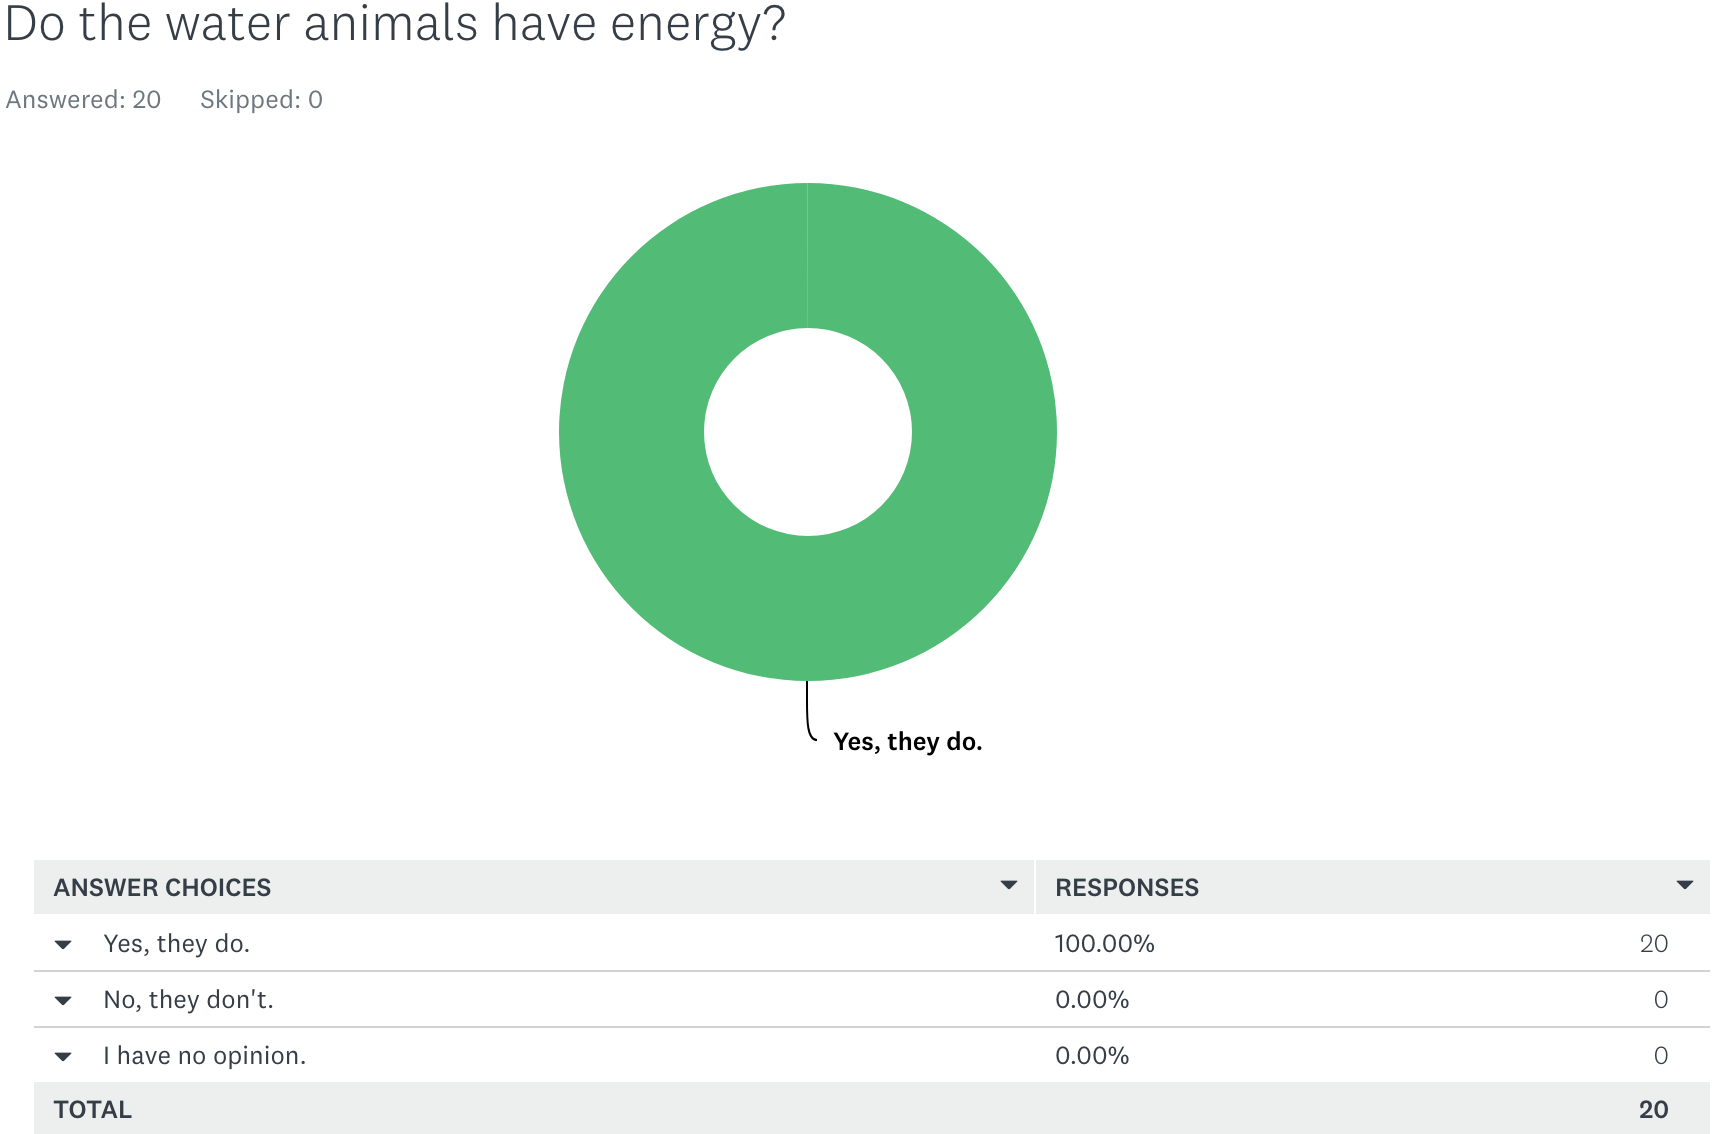 Do the water animals have energy?
Answered: 20 Skipped: 0
Yes, they do.
ANSWER CHOICES RESPONSES
Yes, they do. 100.00% 20
No, they don't. 0.00% 0
I have no opinion. 0.00% 0
TOTAL 20